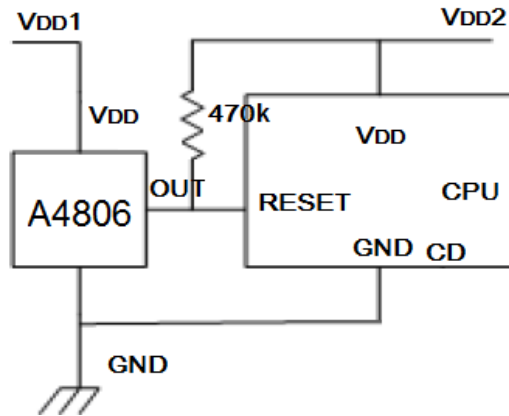 VDD1
VDD2
VDD
470k
VDD
OUT
A4806
RESET
CPU
GND
CD
GND